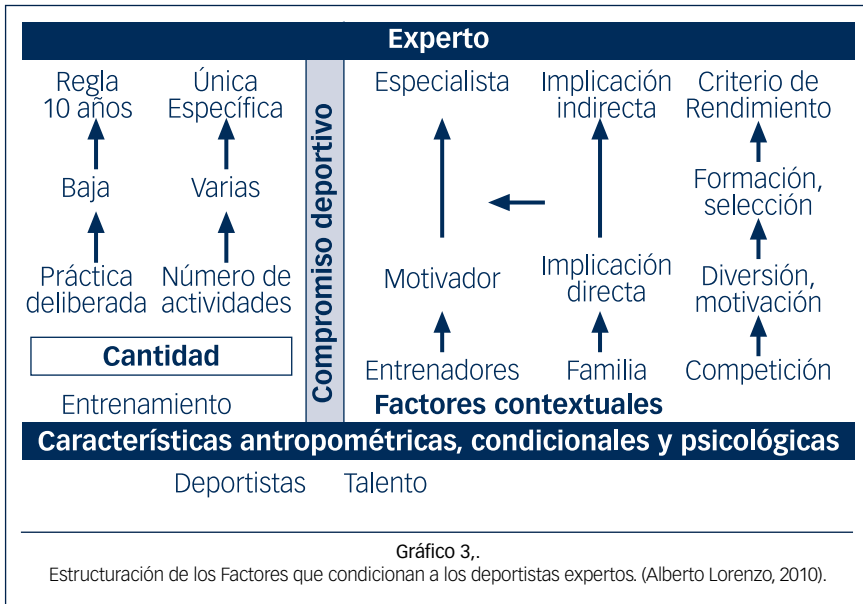 Experto
Regla
10 años
Única
Específica
Especialista
Implicación
indirecta
Criterio de
Rendimiento
Baja
Varias
Compromiso deportivo
Formación,
selección
Práctica
deliberada
Número de
actividades
Motivador
Implicación
directa
Diversión,
motivación
Cantidad
Entrenadores
Familia
Competición
Entrenamiento
Factores contextuales
Características antropométricas, condicionales y psicológicas
Deportistas
Talento
Gráfico 3,.
Estructuración de los Factores que condicionan a los deportistas expertos. (Alberto Lorenzo, 2010).